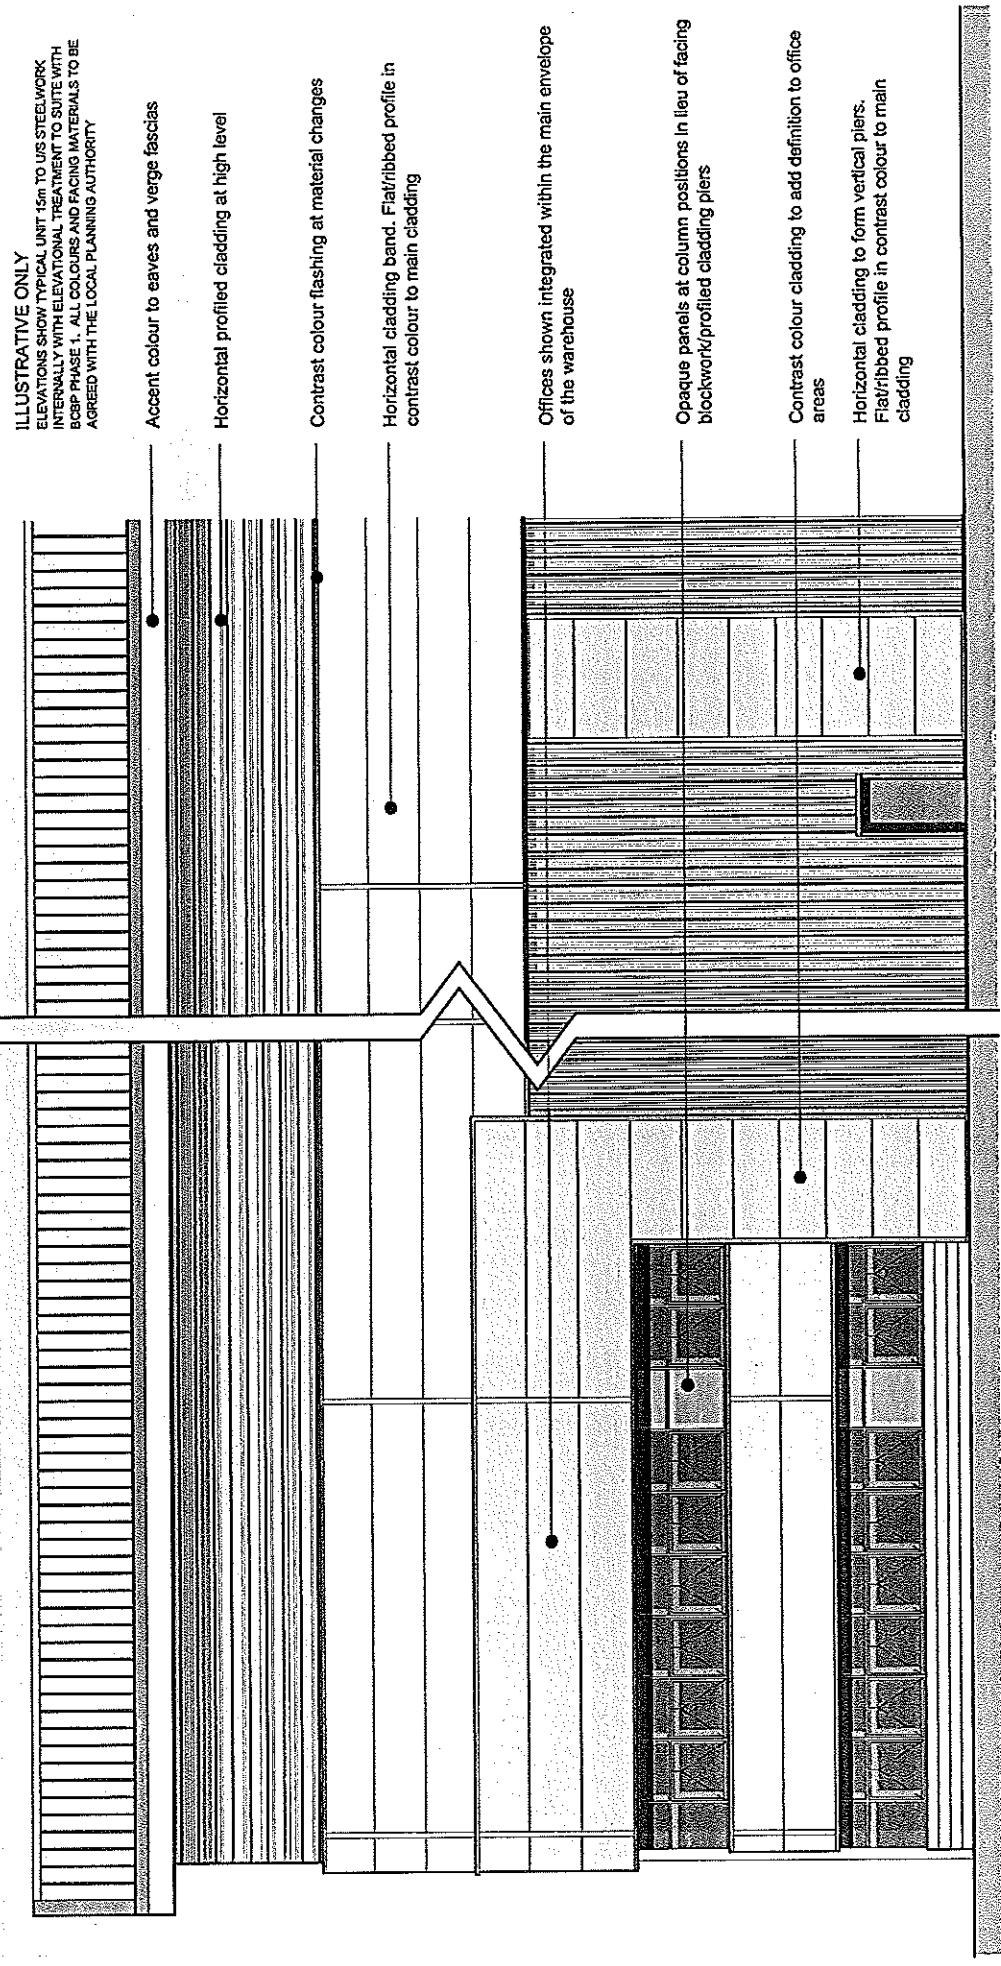 ILLUSTRATIVE ONLY
ELEVATIONS SHOW TYPICAL UNIT 15m TO U/S STEELWORK
INTERNALLY WITH ELEVATIONAL TREATMENT TO SUITE WITH
BCBP PHASE 1. ALL COLOURS AND FACING MATERIALS TO BE
AGREED WITH THE LOCAL PLANNING AUTHORITY
Accent colour to eaves and verge fascias
Horizontal profiled cladding at high level
Contrast colour flashing at material changes
Horizontal cladding band. Flat/ribbed profile in
contrast colour to main cladding
Offices shown integrated within the main envelope
of the warehouse
Opaque panels at column positions in lieu of facing
blockwork/profiled cladding piers
Contrast colour cladding to add definition to office
areas
Horizontal cladding to form vertical piers.
Flat/ribbed profile in contrast colour to main
cladding